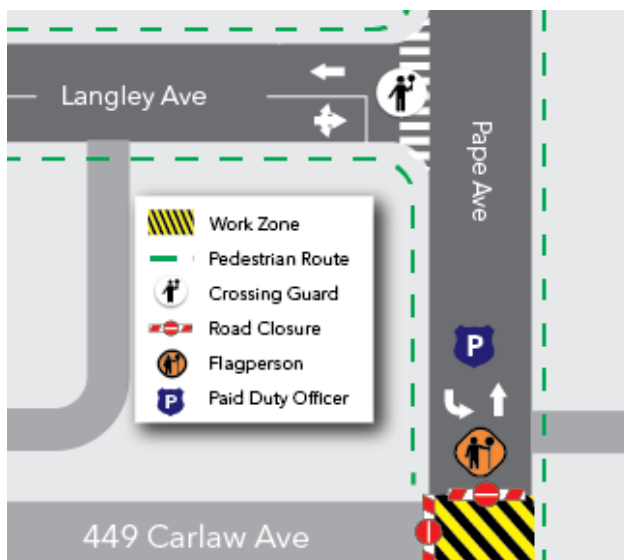 Langley Ave
Pape Ave
Work Zone
Pedestrian Route
Crossing Guard
Road Closure
Flagperson
P
P Paid Duty Officer
449 Carlaw Ave